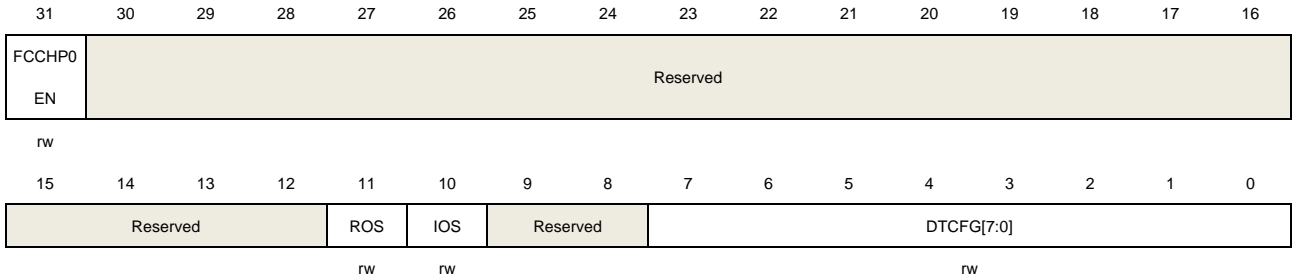 31 30 29 28 27 26 25 24 23 22 21 20 19 18 17 16
FCCHP0
EN
Reserved
rw
15 14 13 12 11 10 9 8 7 6 5 4 3 2 1 0
Reserved ROS IOS Reserved DTCFG[7:0]
rw rw rw